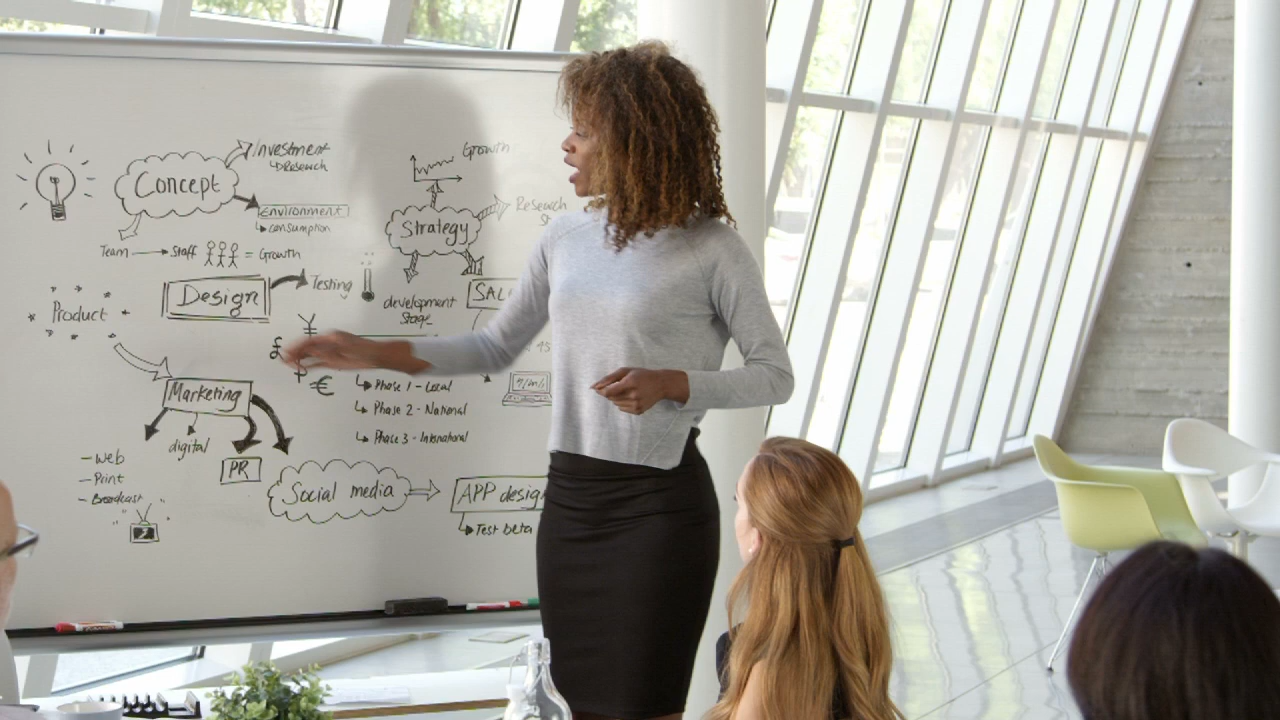 Concept
Investment
Research
Environment
consumption
Team Staff = Growth
Growth
Strategy
Research
Design
Testing
development
Stage
SAL
Product
¥
£
€
Marketing
digital
PR
Phase 1 - Local
Phase 2 - National
Phase 3 - International
- Web
- Print
- Broadcast
Social media
APP design
Test beta